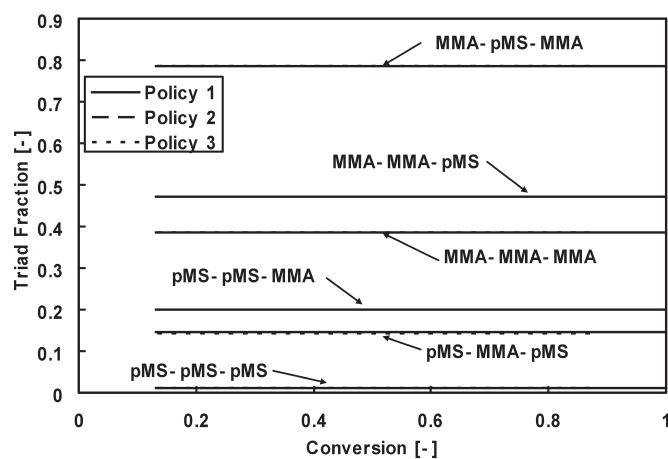 0.9
MMA- pMS- MMA
0.8
Policy 1
0.7
Policy 2
Policy 3
0.6
MMA- MMA- pMS
0.5
Triad Fraction [-]
0.4
MMA- MMA- MMA
0.3
pMS- pMS- MMA
0.2
pMS- MMA- pMS
0.1
pMS- pMS- pMS
0
0 0.2 0.4 0.6 0.8 1
Conversion [-]